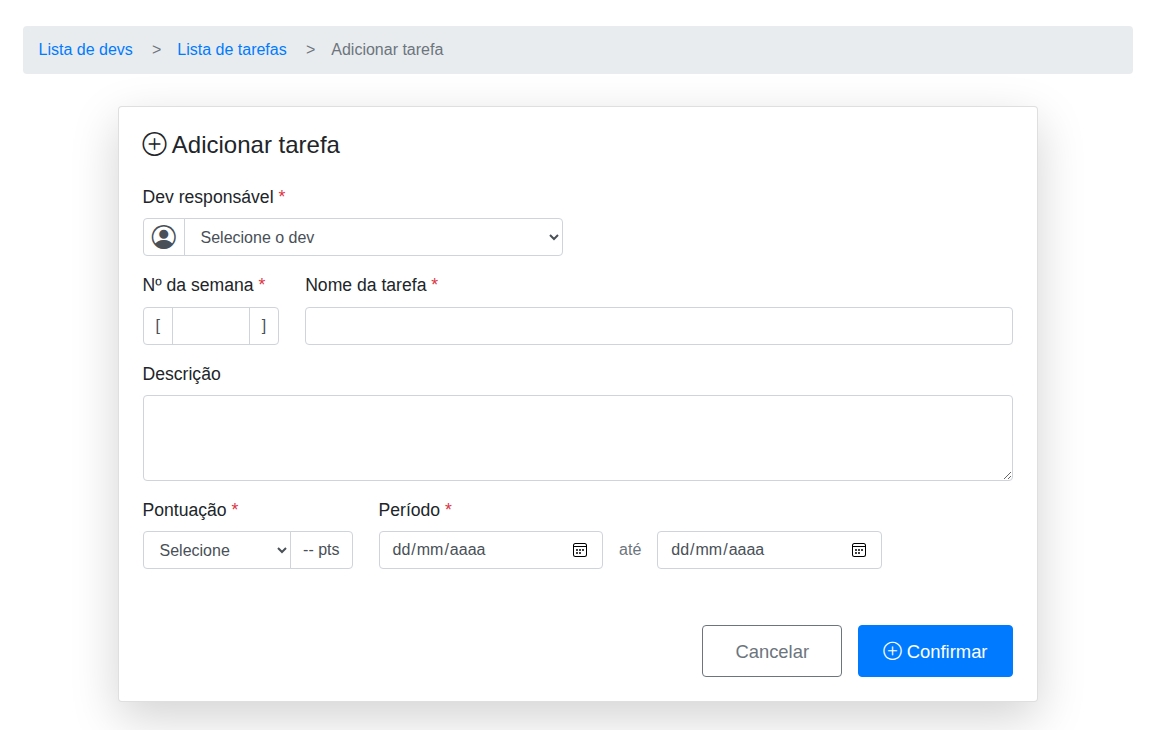 Lista de devs > Lista de tarefas > Adicionar tarefa
Adicionar tarefa
Dev responsável *
Selecione o dev
Nº da semana * Nome da tarefa *
[ ]
Descrição
Pontuação * Período *
Selecione -- pts dd/mm/aaaa até dd/mm/aaaa
Cancelar Confirmar